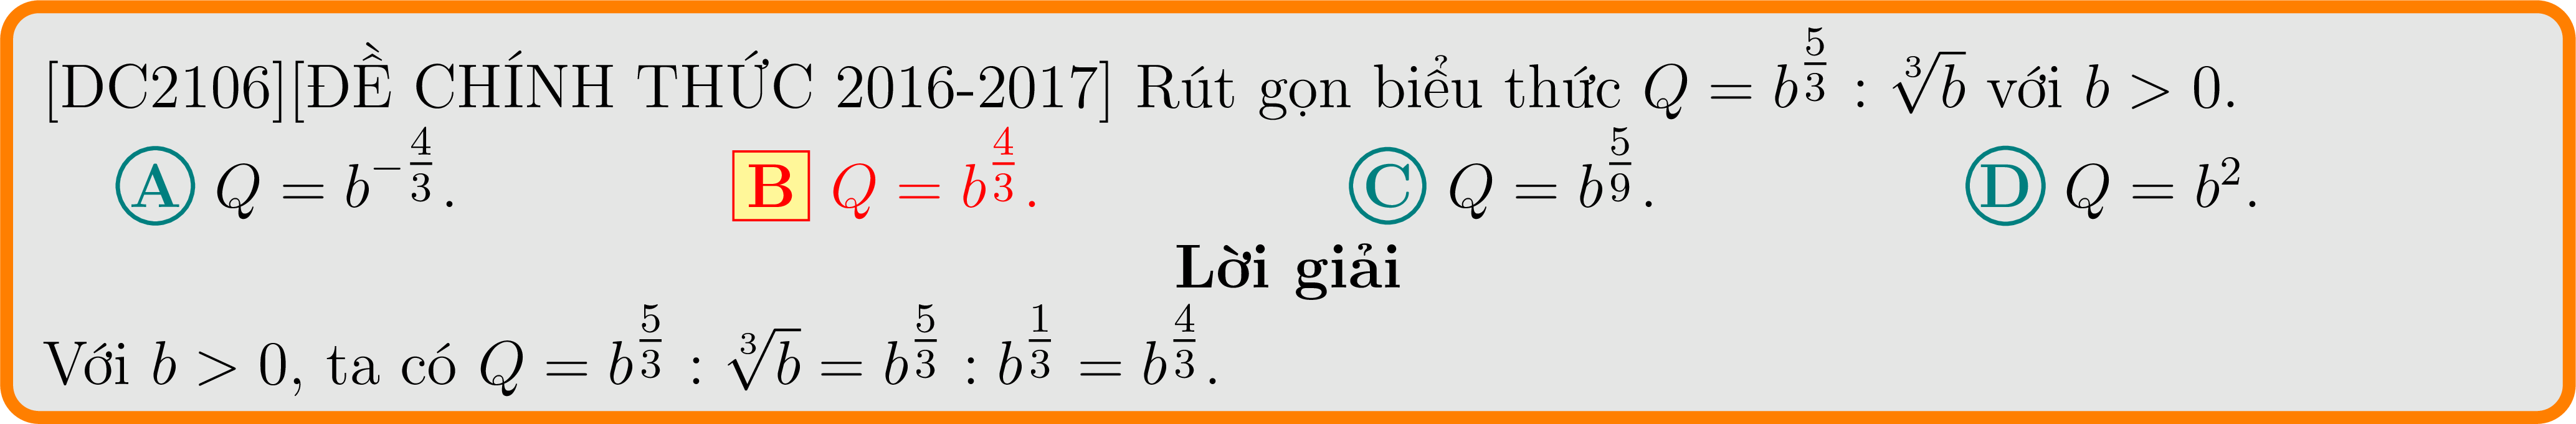 [DC2106][ĐỀ CHÍNH THỨC 2016-2017] Rút gọn biểu thức $Q = b^{\frac{5}{3}} : \sqrt[3]{b}$ với $b > 0$.
A $Q = b^{-\frac{4}{3}}$. B $Q = b^{\frac{4}{3}}$. C $Q = b^{\frac{5}{9}}$. D $Q = b^{2}$.
Lời giải
Với $b > 0$, ta có $Q = b^{\frac{5}{3}} : \sqrt[3]{b} = b^{\frac{5}{3}} : b^{\frac{1}{3}} = b^{\frac{4}{3}}$.